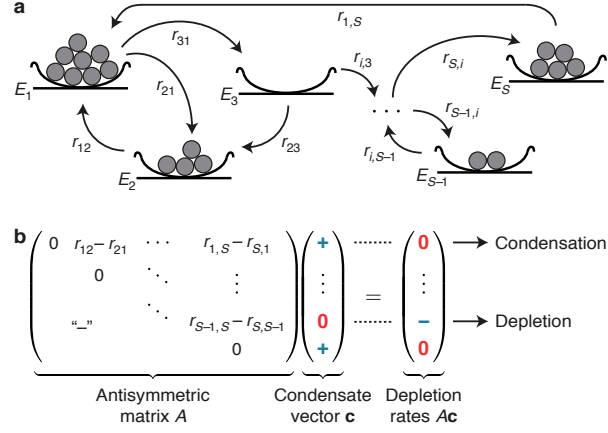 a
r1,S
r31
rS,i
ri,3
E1
r21
E3
rS–1,i
ES
. . .
r12
r23
ri,S–1
E2
ES–1
b
0 r12 – r21 ⋯ r1,S – rS,1 + 0 Condensation
0 ⋱ ⋮ ⋮ ⋮
=
“–” ⋱ rS–1,S – rS,S–1 0 – Depletion
0 + 0
Antisymmetric Condensate Depletion
matrix A vector c rates Ac